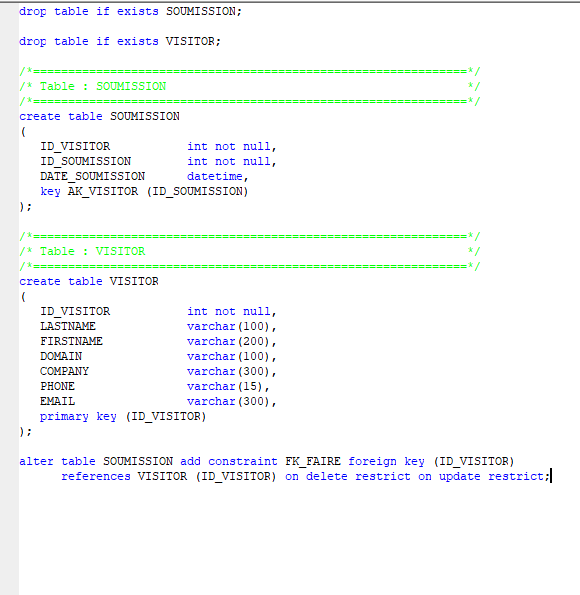 drop table if exists SOUMISSION;
drop table if exists VISITOR;
/*==============================================================*/
/* Table : SOUMISSION                                           */
/*==============================================================*/
create table SOUMISSION
(
   ID_VISITOR           int not null,
   ID_SOUMISSION        int not null,
   DATE_SOUMISSION      datetime,
   key AK_VISITOR (ID_SOUMISSION)
);
/*==============================================================*/
/* Table : VISITOR                                              */
/*==============================================================*/
create table VISITOR
(
   ID_VISITOR           int not null,
   LASTNAME             varchar(100),
   FIRSTNAME            varchar(200),
   DOMAIN               varchar(100),
   COMPANY              varchar(300),
   PHONE                varchar(15),
   EMAIL                varchar(300),
   primary key (ID_VISITOR)
);
alter table SOUMISSION add constraint FK_FAIRE foreign key (ID_VISITOR)
      references VISITOR (ID_VISITOR) on delete restrict on update restrict;